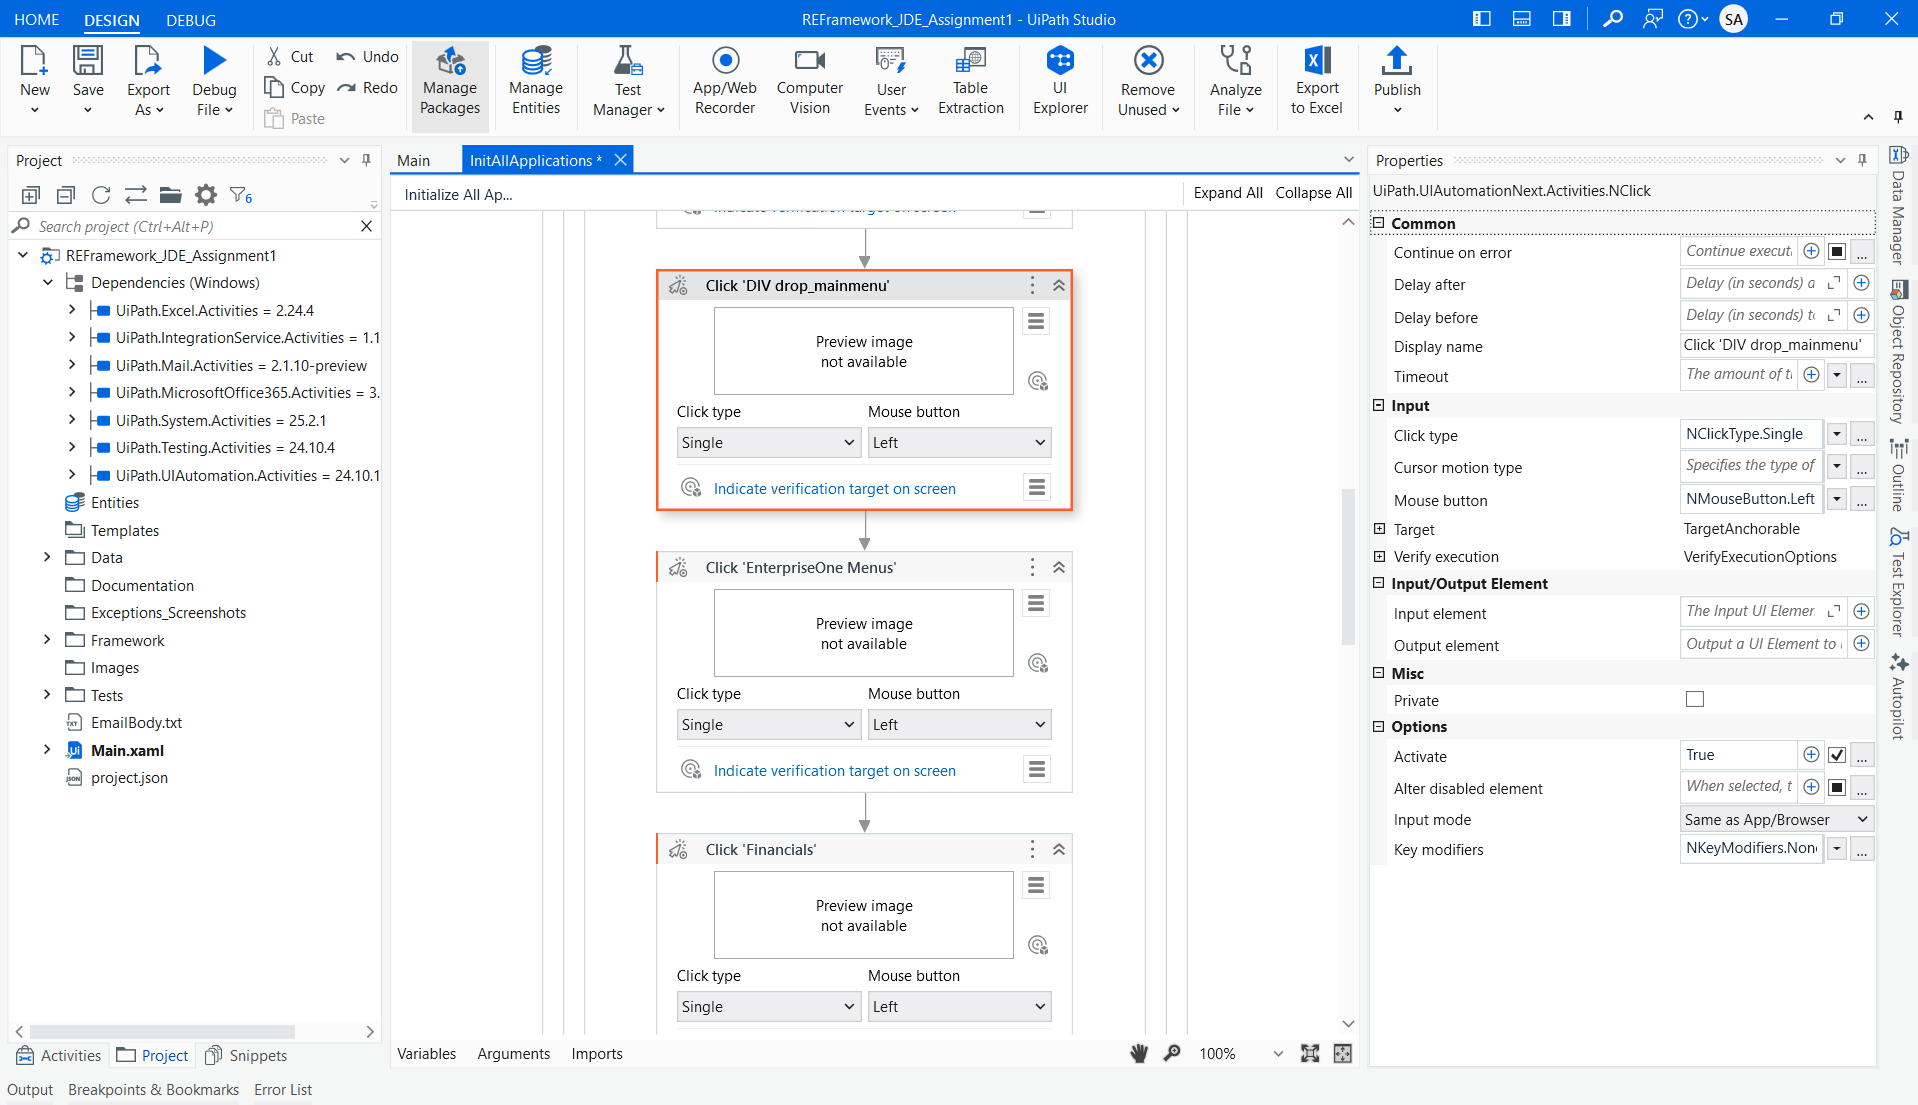 HOME DESIGN DEBUG
REFramework_JDE_Assignment1 - UiPath Studio
SA
New
Save
Export As
Debug File
Cut
Copy
Paste
Undo
Redo
Manage Packages
Manage Entities
Test Manager
App/Web Recorder
Computer Vision
User Events
Table Extraction
UI Explorer
Remove Unused
Analyze File
Export to Excel
Publish
Project
6
Search project (Ctrl+Alt+P)
REFramework_JDE_Assignment1
Dependencies (Windows)
UiPath.Excel.Activities = 2.24.4
UiPath.IntegrationService.Activities = 1.1
UiPath.Mail.Activities = 2.1.10-preview
UiPath.MicrosoftOffice365.Activities = 3.
UiPath.System.Activities = 25.2.1
UiPath.Testing.Activities = 24.10.4
UiPath.UIAutomation.Activities = 24.10.1
Entities
Templates
Data
Documentation
Exceptions_Screenshots
Framework
Images
Tests
EmailBody.txt
Main.xaml
project.json
Activities
Project
Snippets
Output
Breakpoints & Bookmarks
Error List
Main
InitAllApplications *
Initialize All Ap...
Expand All
Collapse All
Indicate verification target on screen
Click 'DIV drop_mainmenu'
Preview image
not available
Click type
Mouse button
Single
Left
Indicate verification target on screen
Click 'EnterpriseOne Menus'
Preview image
not available
Click type
Mouse button
Single
Left
Indicate verification target on screen
Click 'Financials'
Preview image
not available
Click type
Mouse button
Single
Left
Variables
Arguments
Imports
100%
Properties
UiPath.UIAutomationNext.Activities.NClick
Common
Continue on error Continue execut
Delay after Delay (in seconds) a
Delay before Delay (in seconds) t
Display name Click 'DIV drop_mainmenu'
Timeout The amount of t
Input
Click type NClickType.Single
Cursor motion type Specifies the type of
Mouse button NMouseButton.Left
Target TargetAnchorable
Verify execution VerifyExecutionOptions
Input/Output Element
Input element The Input UI Elemen
Output element Output a UI Element to
Misc
Private
Options
Activate True
Alter disabled element When selected, t
Input mode Same as App/Browser
Key modifiers NKeyModifiers.Non
Data Manager
Object Repository
Outline
Test Explorer
Autopilot